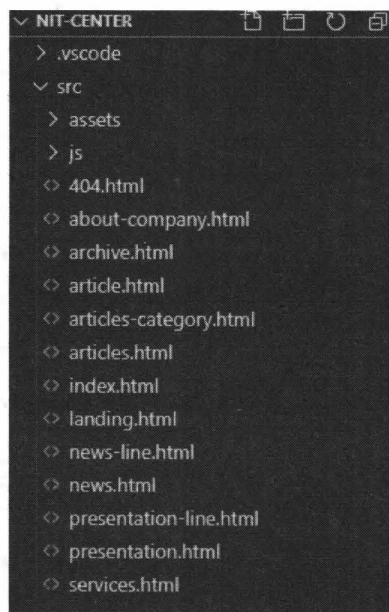 NIT-CENTER
.vscode
src
assets
js
404.html
about-company.html
archive.html
article.html
articles-category.html
articles.html
index.html
landing.html
news-line.html
news.html
presentation-line.html
presentation.html
services.html